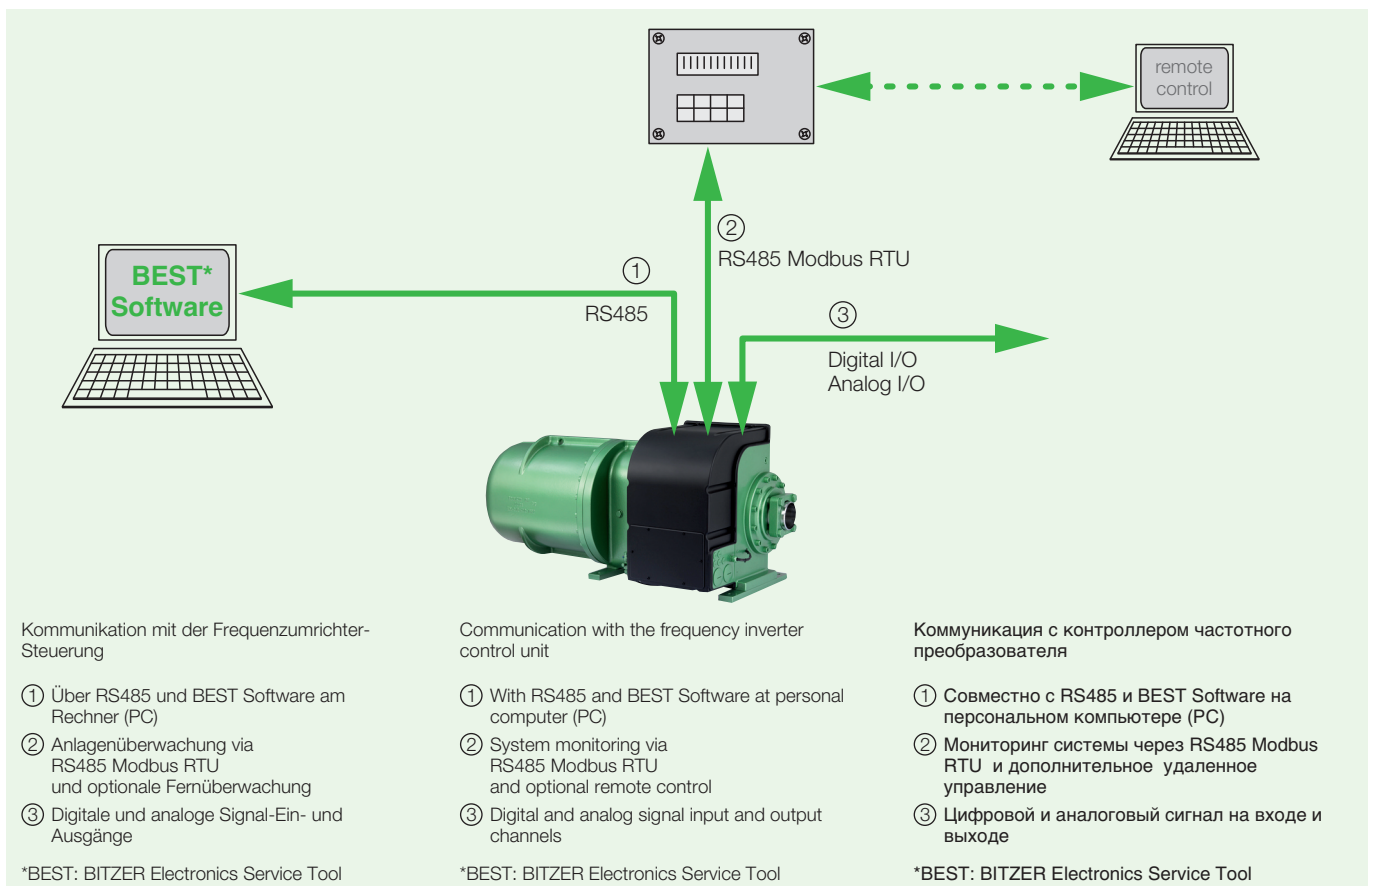 remote
control
②
RS485 Modbus RTU
BEST*
Software
①
RS485
③
Digital I/O
Analog I/O
Kommunikation mit der Frequenzumrichter-
Steuerung
① Über RS485 und BEST Software am
Rechner (PC)
② Anlagenüberwachung via
RS485 Modbus RTU
und optionale Fernüberwachung
③ Digitale und analoge Signal-Ein- und
Ausgänge
*BEST: BITZER Electronics Service Tool
Communication with the frequency inverter
control unit
① With RS485 and BEST Software at personal
computer (PC)
② System monitoring via
RS485 Modbus RTU
and optional remote control
③ Digital and analog signal input and output
channels
*BEST: BITZER Electronics Service Tool
Коммуникация с контроллером частотного
преобразователя
① Совместно с RS485 и BEST Software на
персональном компьютере (PC)
② Мониторинг системы через RS485 Modbus
RTU и дополнительное удаленное
управление
③ Цифровой и аналоговый сигнал на входе и
выходе
*BEST: BITZER Electronics Service Tool